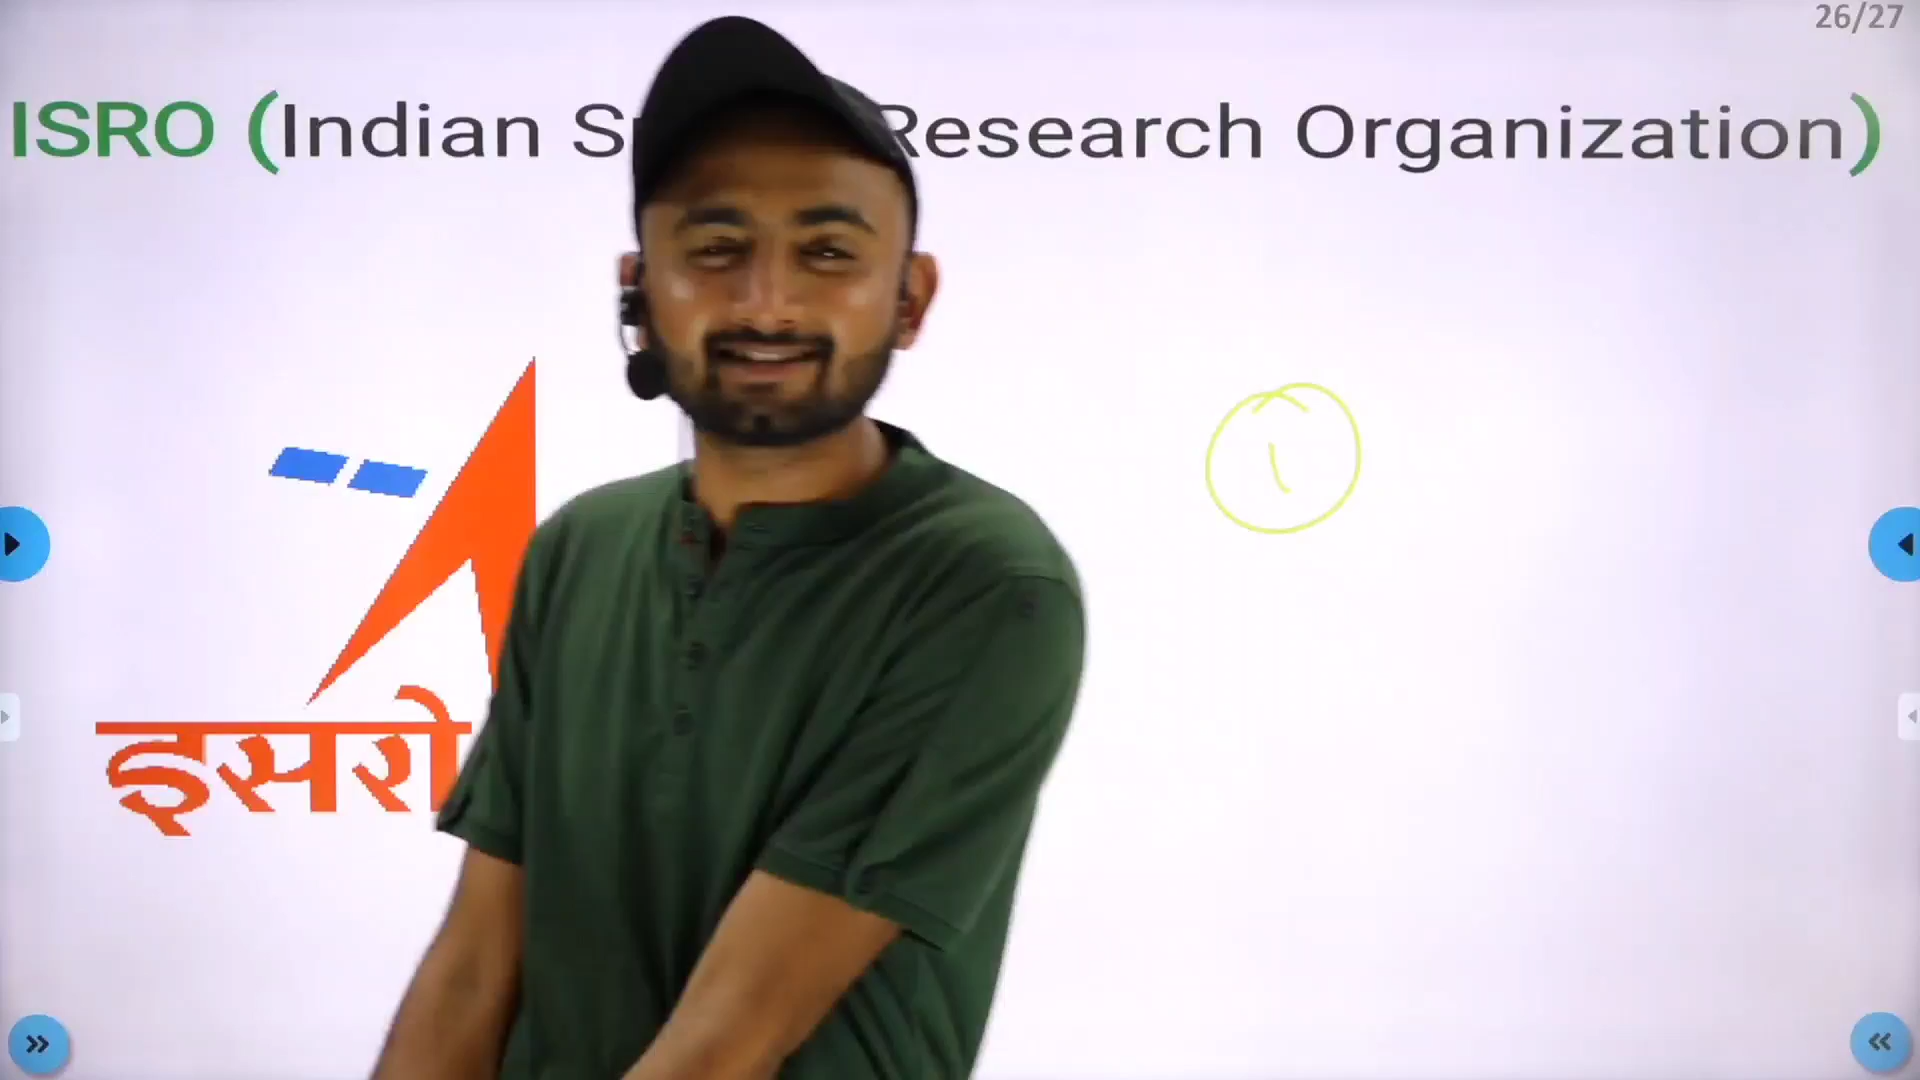 26/27
ISRO (Indian Research Organization)
इसरो